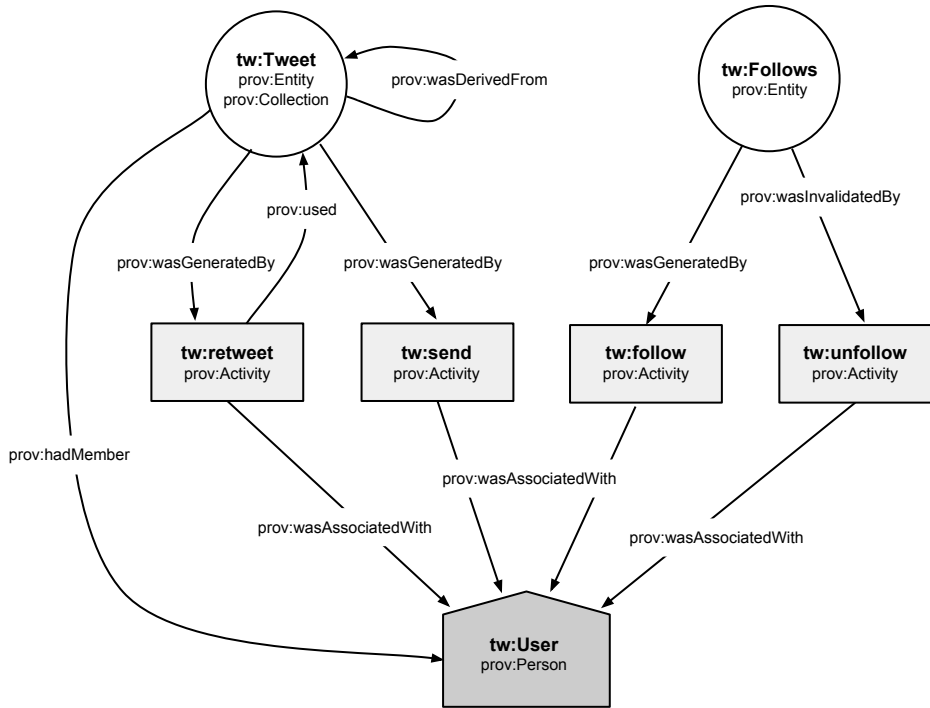 tw:Tweet
prov:Entity
prov:Collection
prov:wasDerivedFrom
tw:Follows
prov:Entity
prov:wasInvalidatedBy
prov:used
prov:wasGeneratedBy
prov:wasGeneratedBy
prov:wasGeneratedBy
tw:retweet
prov:Activity
tw:send
prov:Activity
tw:follow
prov:Activity
tw:unfollow
prov:Activity
prov:hadMember
prov:wasAssociatedWith
prov:wasAssociatedWith
prov:wasAssociatedWith
tw:User
prov:Person